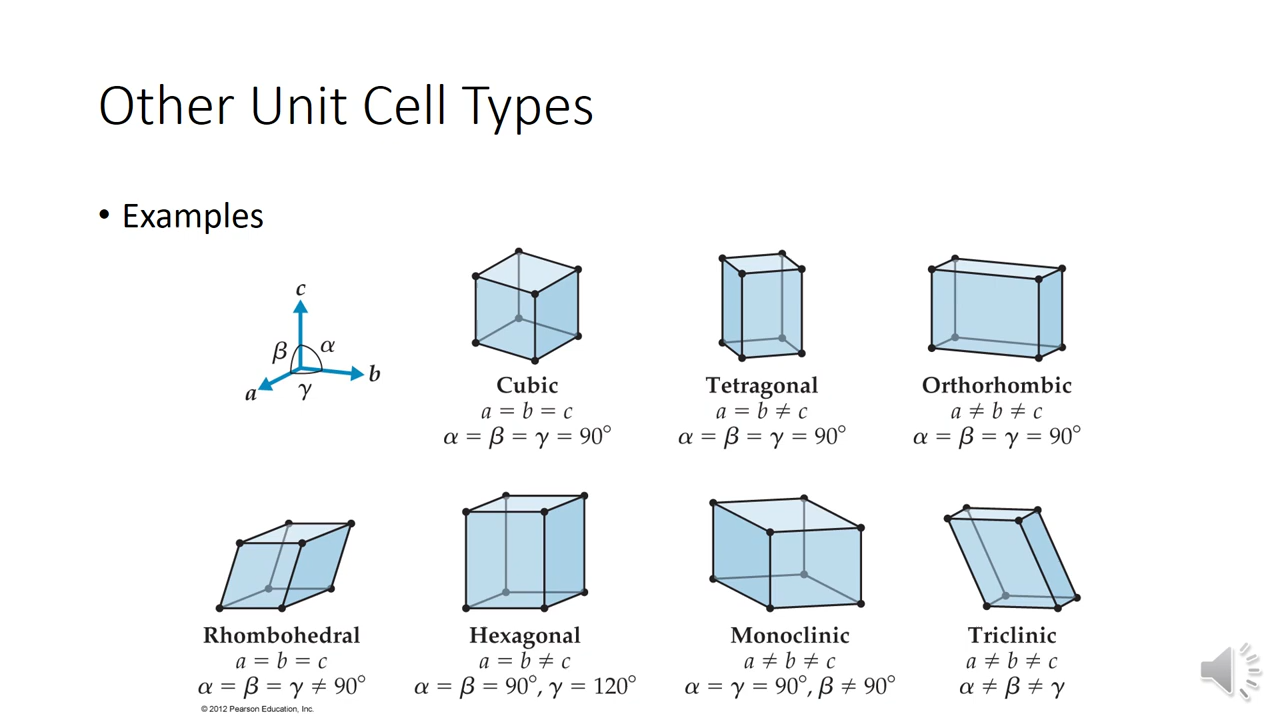 Other Unit Cell Types
• Examples
c
β
α
a
γ
b
Cubic
a = b = c
α = β = γ = 90°
Tetragonal
a = b ≠ c
α = β = γ = 90°
Orthorhombic
a ≠ b ≠ c
α = β = γ = 90°
Rhombohedral
a = b = c
α = β = γ ≠ 90°
Hexagonal
a = b ≠ c
α = β = 90°, γ = 120°
Monoclinic
a ≠ b ≠ c
α = γ = 90°, β ≠ 90°
Triclinic
a ≠ b ≠ c
α ≠ β ≠ γ
© 2012 Pearson Education, Inc.